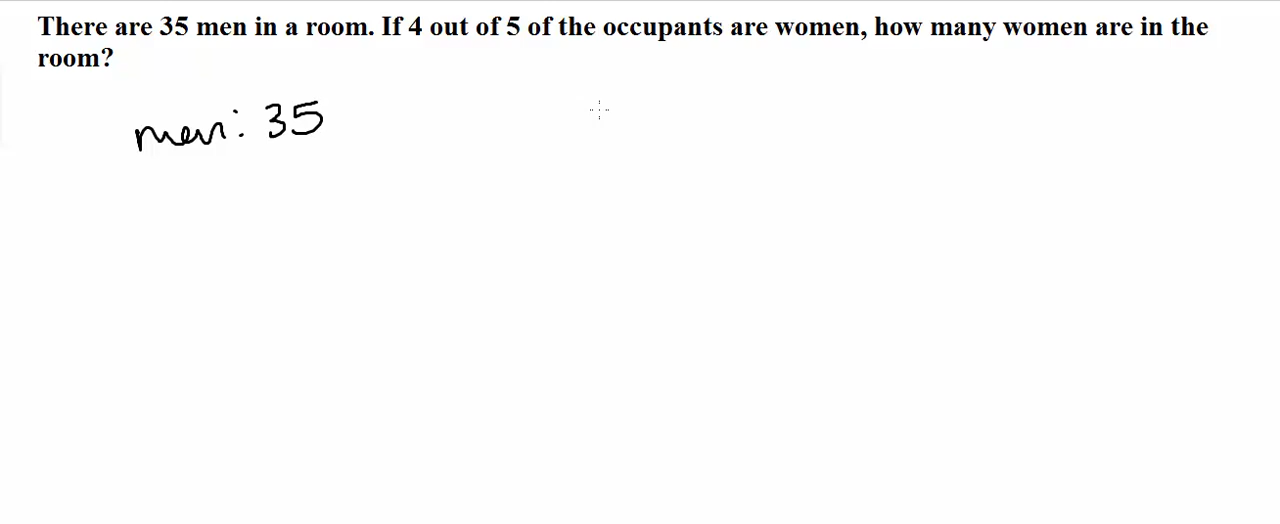 There are 35 men in a room. If 4 out of 5 of the occupants are women, how many women are in the
room?
men: 35